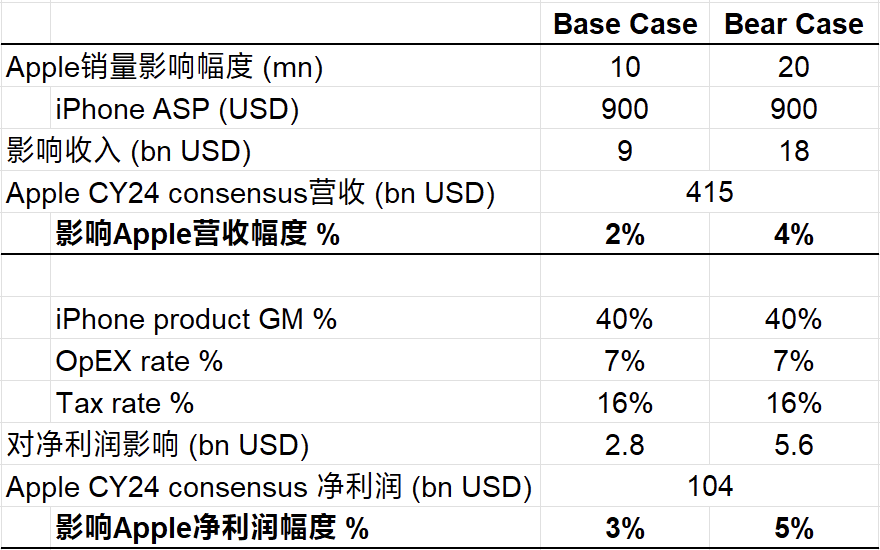 Base Case Bear Case
Apple销量影响幅度 (mn) 10 20
iPhone ASP (USD) 900 900
影响收入 (bn USD) 9 18
Apple CY24 consensus营收 (bn USD) 415
影响Apple营收幅度 % 2% 4%
iPhone product GM % 40% 40%
OpEX rate % 7% 7%
Tax rate % 16% 16%
对净利润影响 (bn USD) 2.8 5.6
Apple CY24 consensus 净利润 (bn USD) 104
影响Apple净利润幅度 % 3% 5%